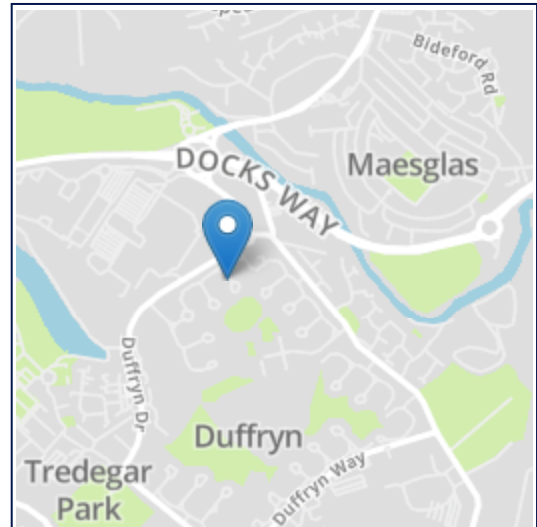 Bideford Rd
DOCKS WAY
Maesglas
Duffryn Dr
Duffryn
Duffryn Way
Tredegar
Park